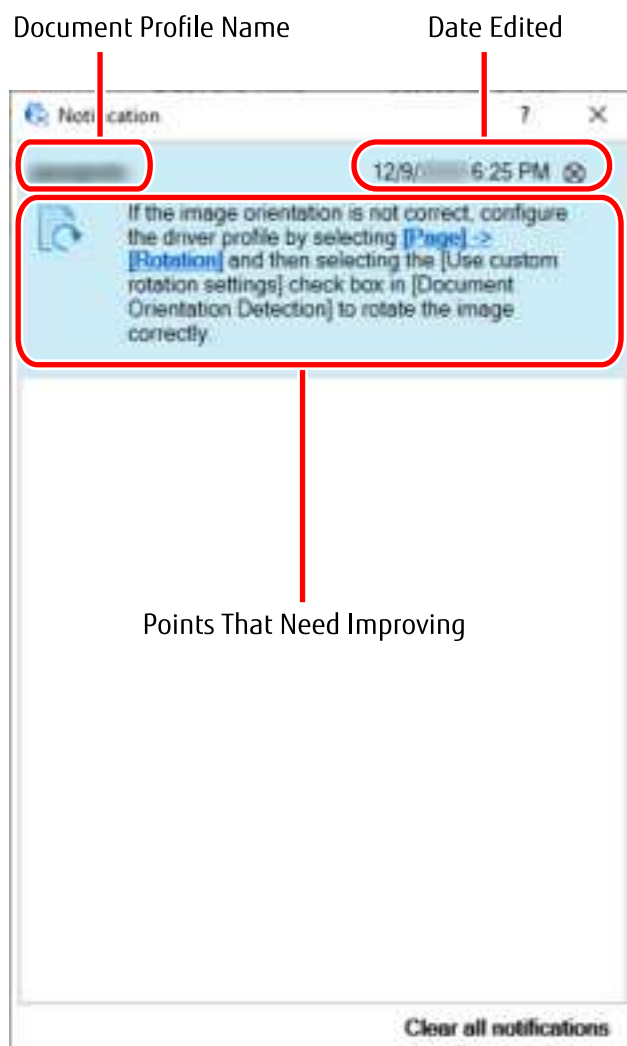 Document Profile Name
Date Edited
Notification
?
12/9/ 6:25 PM
If the image orientation is not correct, configure
the driver profile by selecting [Page] ->
[Rotation] and then selecting the [Use custom
rotation settings] check box in [Document
Orientation Detection] to rotate the image
correctly.
Points That Need Improving
Clear all notifications